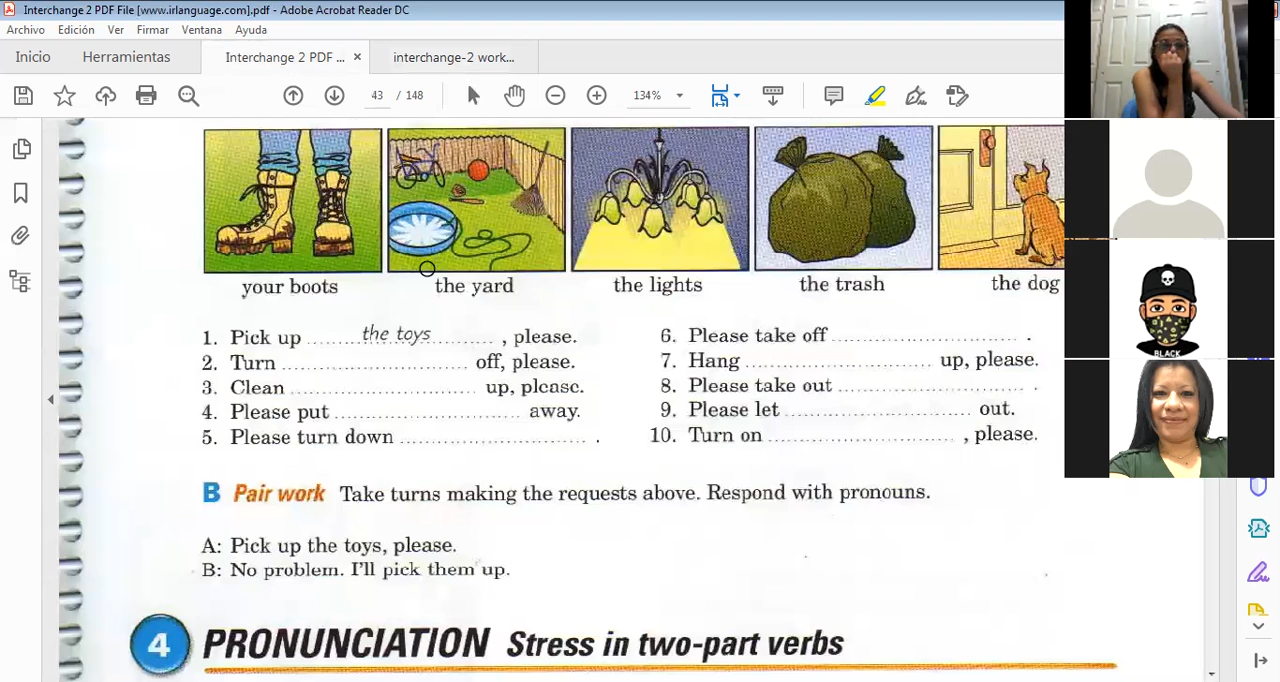 Interchange 2 PDF File [www.irlanguage.com].pdf - Adobe Acrobat Reader DC
Archivo Edición Ver Firmar Ventana Ayuda
Inicio Herramientas Interchange 2 PDF ... × interchange-2 work...
43 / 148 134%
your boots the yard the lights the trash the dog
1. Pick up the toys , please.
2. Turn off, please.
3. Clean up, please.
4. Please put away.
5. Please turn down .
6. Please take off .
7. Hang up, please.
8. Please take out .
9. Please let out.
10. Turn on , please.
B Pair work Take turns making the requests above. Respond with pronouns.
A: Pick up the toys, please.
B: No problem. I'll pick them up.
4 PRONUNCIATION Stress in two-part verbs
BLACK